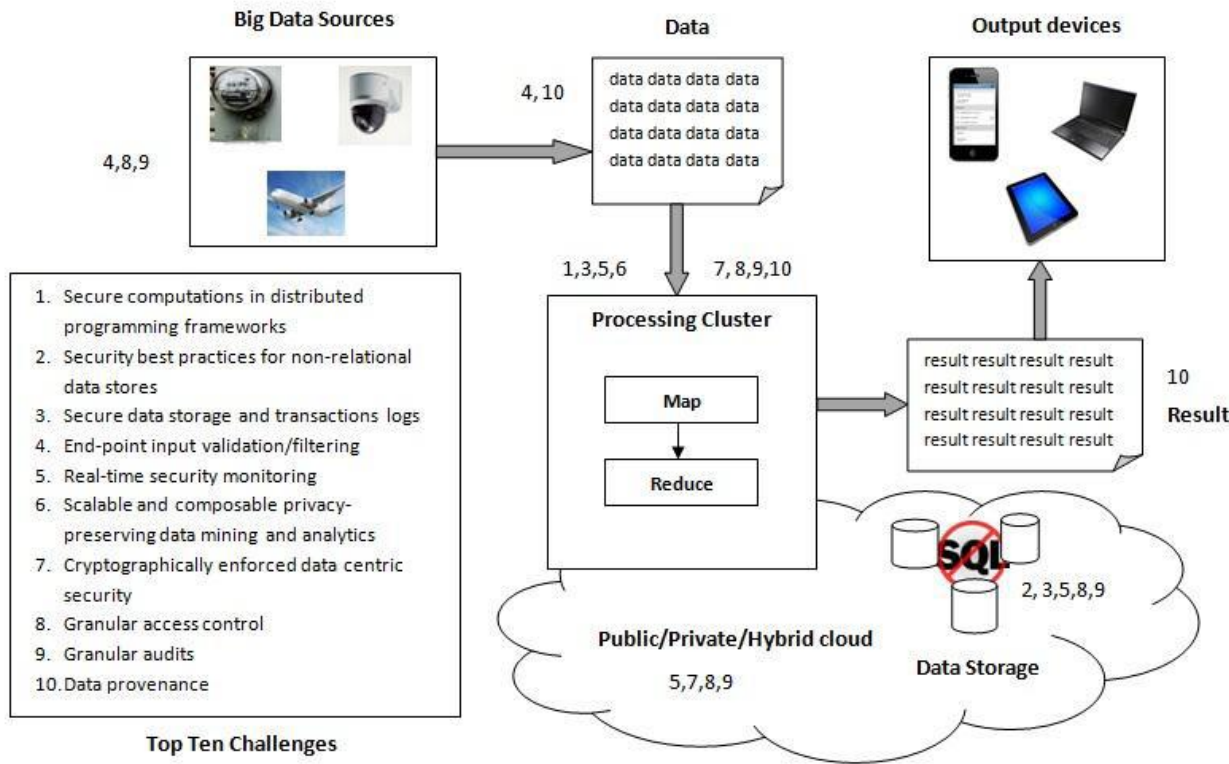 Big Data Sources
Data
Output devices
4, 10
data data data data
data data data data
data data data data
data data data data
4,8,9
1,3,5,6
7, 8,9,10
1. Secure computations in distributed
programming frameworks
2. Security best practices for non-relational
data stores
3. Secure data storage and transactions logs
4. End-point input validation/filtering
5. Real-time security monitoring
6. Scalable and composable privacy-
preserving data mining and analytics
7. Cryptographically enforced data centric
security
8. Granular access control
9. Granular audits
10. Data provenance
Top Ten Challenges
Processing Cluster
Map
Reduce
result result result result
result result result result
result result result result
result result result result
10
Result
SQL
2, 3,5,8,9
Public/Private/Hybrid cloud
5,7,8,9
Data Storage